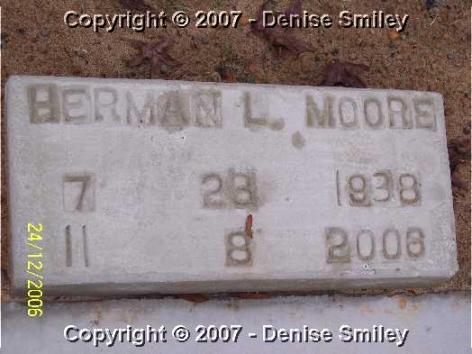 Copyright © 2007 - Denise Smiley
HERMAN L. MOORE
7 28 1938
11 8 2006
24/12/2006
Copyright © 2007 - Denise Smiley